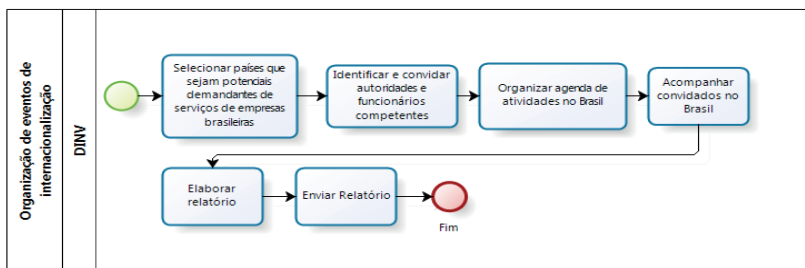 Organização de eventos de
internacionalização
DINV
Selecionar países que
sejam potenciais
demandantes de
serviços de empresas
brasileiras
Identificar e convidar
autoridades e
funcionários
competentes
Organizar agenda de
atividades no Brasil
Acompanhar
convidados no
Brasil
Elaborar
relatório
Enviar Relatório
Fim